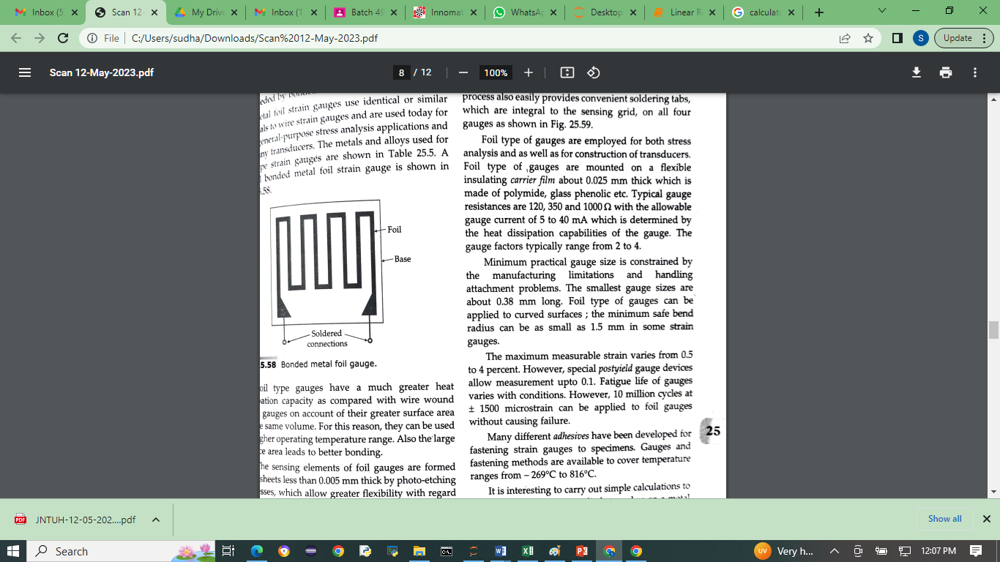 Inbox (5
Scan 12-
My Drive
Inbox (1
Batch 49
Innomat
WhatsAp
Desktop
Linear R
calculato
File C:/Users/sudha/Downloads/Scan%2012-May-2023.pdf
S
Update
Scan 12-May-2023.pdf
8 / 12
100%
etal foil strain gauges use identical or similar
als to wire strain gauges and are used today for
eneral-purpose stress analysis applications and
ny transducers. The metals and alloys used for
pe strain gauges are shown in Table 25.5. A
bonded metal foil strain gauge is shown in
.58.
Foil
Base
Soldered
connections
5.58 Bonded metal foil gauge.
oil type gauges have a much greater heat
ation capacity as compared with wire wound
gauges on account of their greater surface area
e same volume. For this reason, they can be used
gher operating temperature range. Also the large
ce area leads to better bonding.
he sensing elements of foil gauges are formed
sheets less than 0.005 mm thick by photo-etching
sses, which allow greater flexibility with regard
process also easily provides convenient soldering tabs,
which are integral to the sensing grid, on all four
gauges as shown in Fig. 25.59.
Foil type of gauges are employed for both stress
analysis and as well as for construction of transducers.
Foil type of gauges are mounted on a flexible
insulating carrier film about 0.025 mm thick which is
made of polymide, glass phenolic etc. Typical gauge
resistances are 120, 350 and 1000 Ω with the allowable
gauge current of 5 to 40 mA which is determined by
the heat dissipation capabilities of the gauge. The
gauge factors typically range from 2 to 4.
Minimum practical gauge size is constrained by
the manufacturing limitations and handling
attachment problems. The smallest gauge sizes are
about 0.38 mm long. Foil type of gauges can be
applied to curved surfaces ; the minimum safe bend
radius can be as small as 1.5 mm in some strain
gauges.
The maximum measurable strain varies from 0.5
to 4 percent. However, special postyield gauge devices
allow measurement upto 0.1. Fatigue life of gauges
varies with conditions. However, 10 million cycles at
± 1500 microstrain can be applied to foil gauges
without causing failure.
Many different adhesives have been developed for
fastening strain gauges to specimens. Gauges and
fastening methods are available to cover temperature
ranges from – 269°C to 816°C.
It is interesting to carry out simple calculations to
25
JNTUH-12-05-202....pdf
Show all
Search
UV
Very h...
12:07 PM